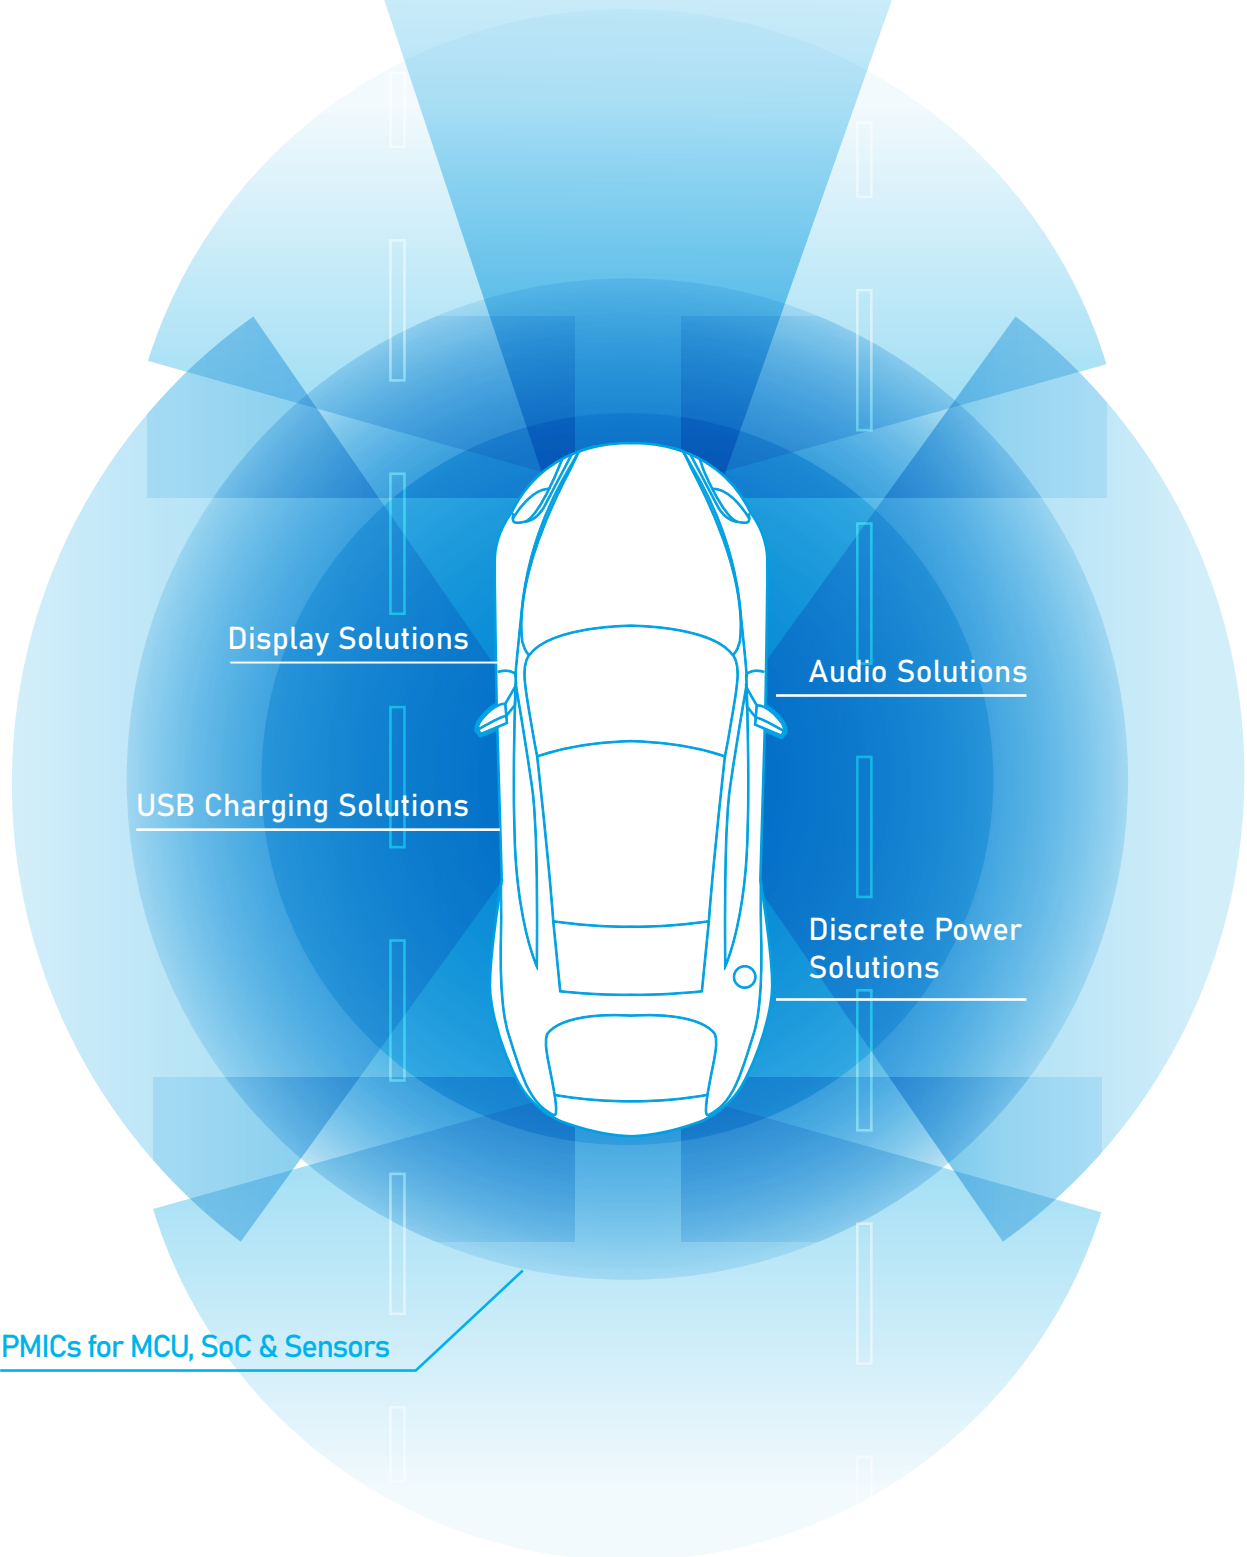 Display Solutions
Audio Solutions
USB Charging Solutions
Discrete Power
Solutions
PMICs for MCU, SoC & Sensors